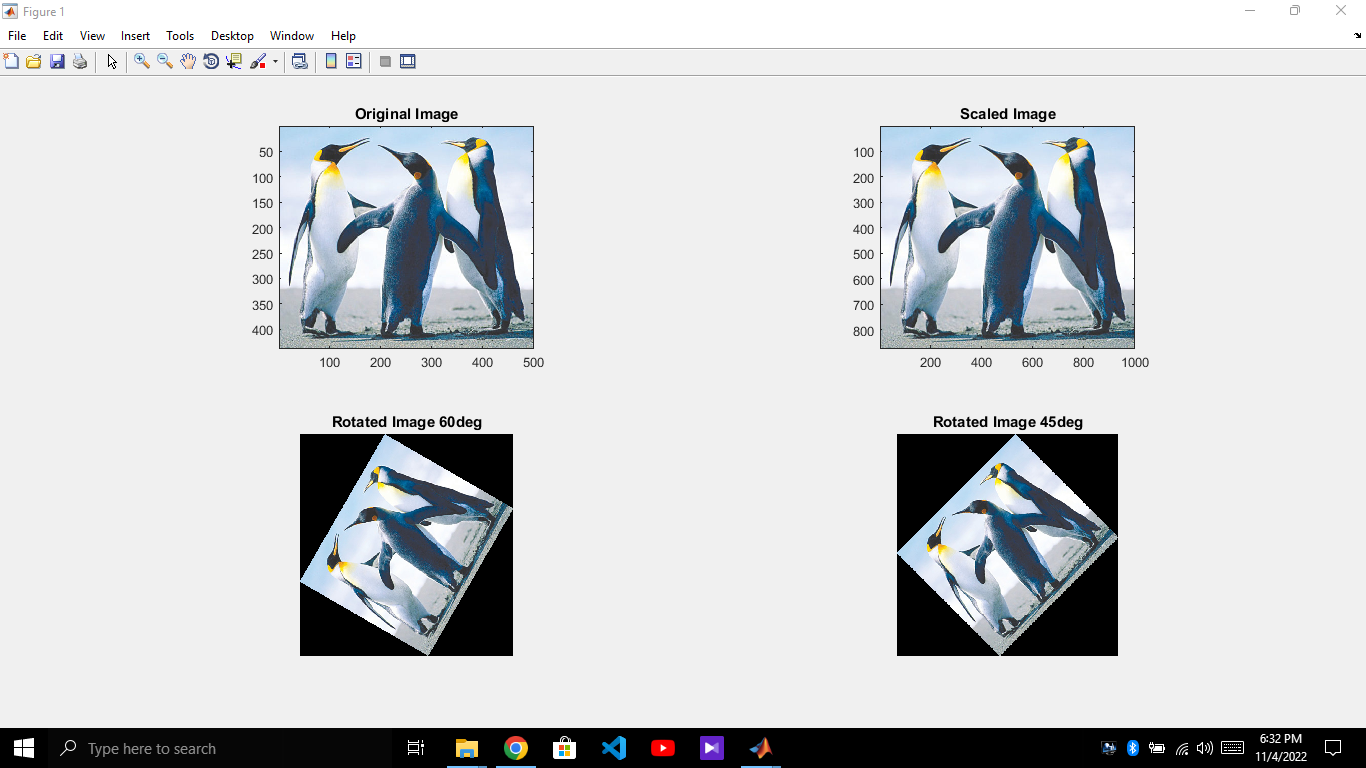 Figure 1
File Edit View Insert Tools Desktop Window Help
Original Image
50
100
150
200
250
300
350
400
100 200 300 400 500
Scaled Image
100
200
300
400
500
600
700
800
200 400 600 800 1000
Rotated Image 60deg
Rotated Image 45deg
Type here to search
6:32 PM
11/4/2022